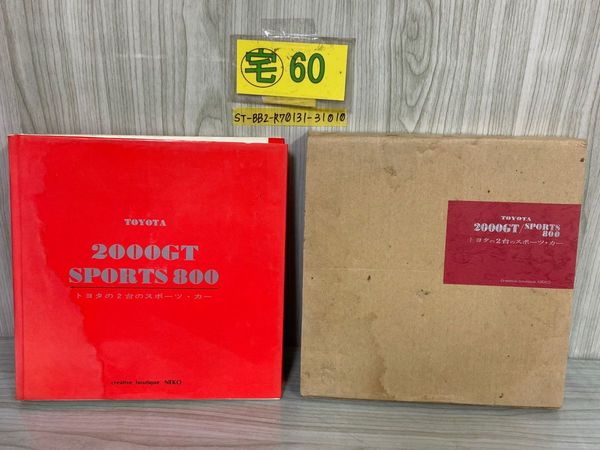 宅 60
ST-BB2-R70131-31010
TOYOTA
2000GT
SPORTS 800
トヨタの2台のスポーツ・カー
creative boutique NEKO
TOYOTA
2000GT/SPORTS
800
トヨタの2台のスポーツ・カー
creative boutique NEKO